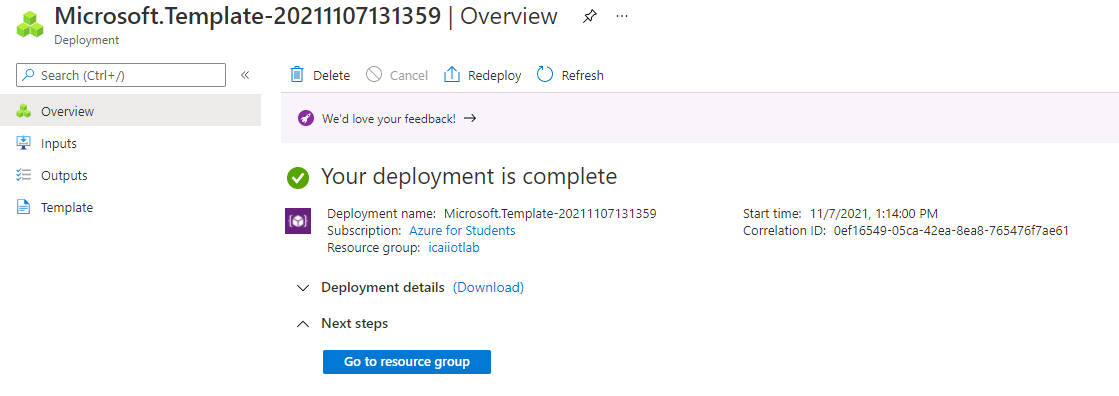 Microsoft.Template-20211107131359 | Overview ...
Deployment
Search (Ctrl+/) «
Delete Cancel Redeploy Refresh
Overview
Inputs
Outputs
Template
We'd love your feedback! →
Your deployment is complete
Deployment name: Microsoft.Template-20211107131359
Subscription: Azure for Students
Resource group: icaiiotlab
Start time: 11/7/2021, 1:14:00 PM
Correlation ID: 0ef16549-05ca-42ea-8ea8-765476f7ae61
Deployment details (Download)
Next steps
Go to resource group